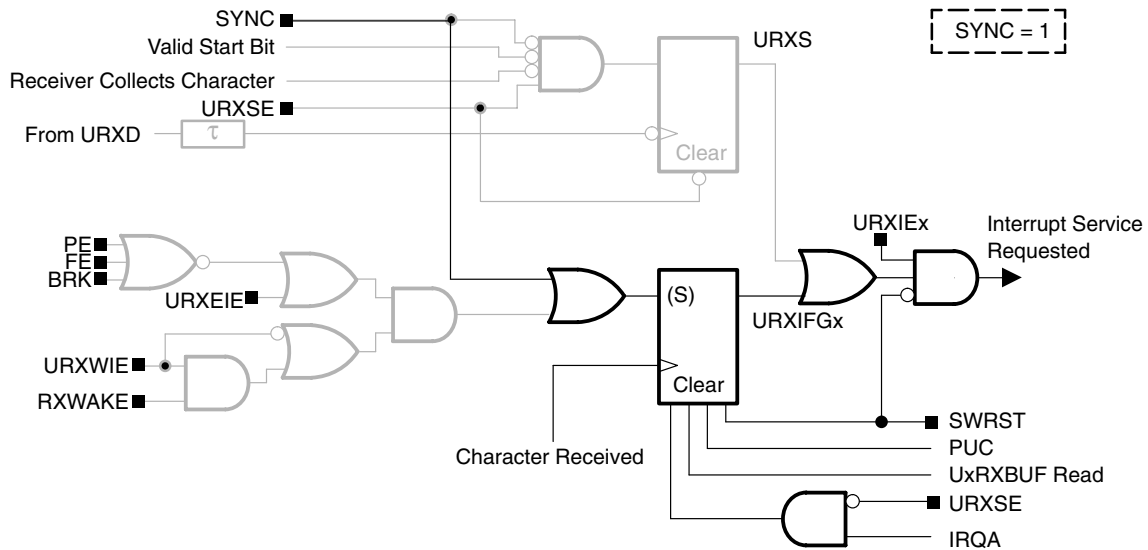 SYNC
SYNC = 1
Valid Start Bit
URXS
Receiver Collects Character
URXSE
From URXD
τ
Clear
PE
FE
BRK
URXEIE
URXWIE
RXWAKE
(S)
Clear
URXIFGx
URXIEx
Interrupt Service
Requested
Character Received
SWRST
PUC
UxRXBUF Read
URXSE
IRQA